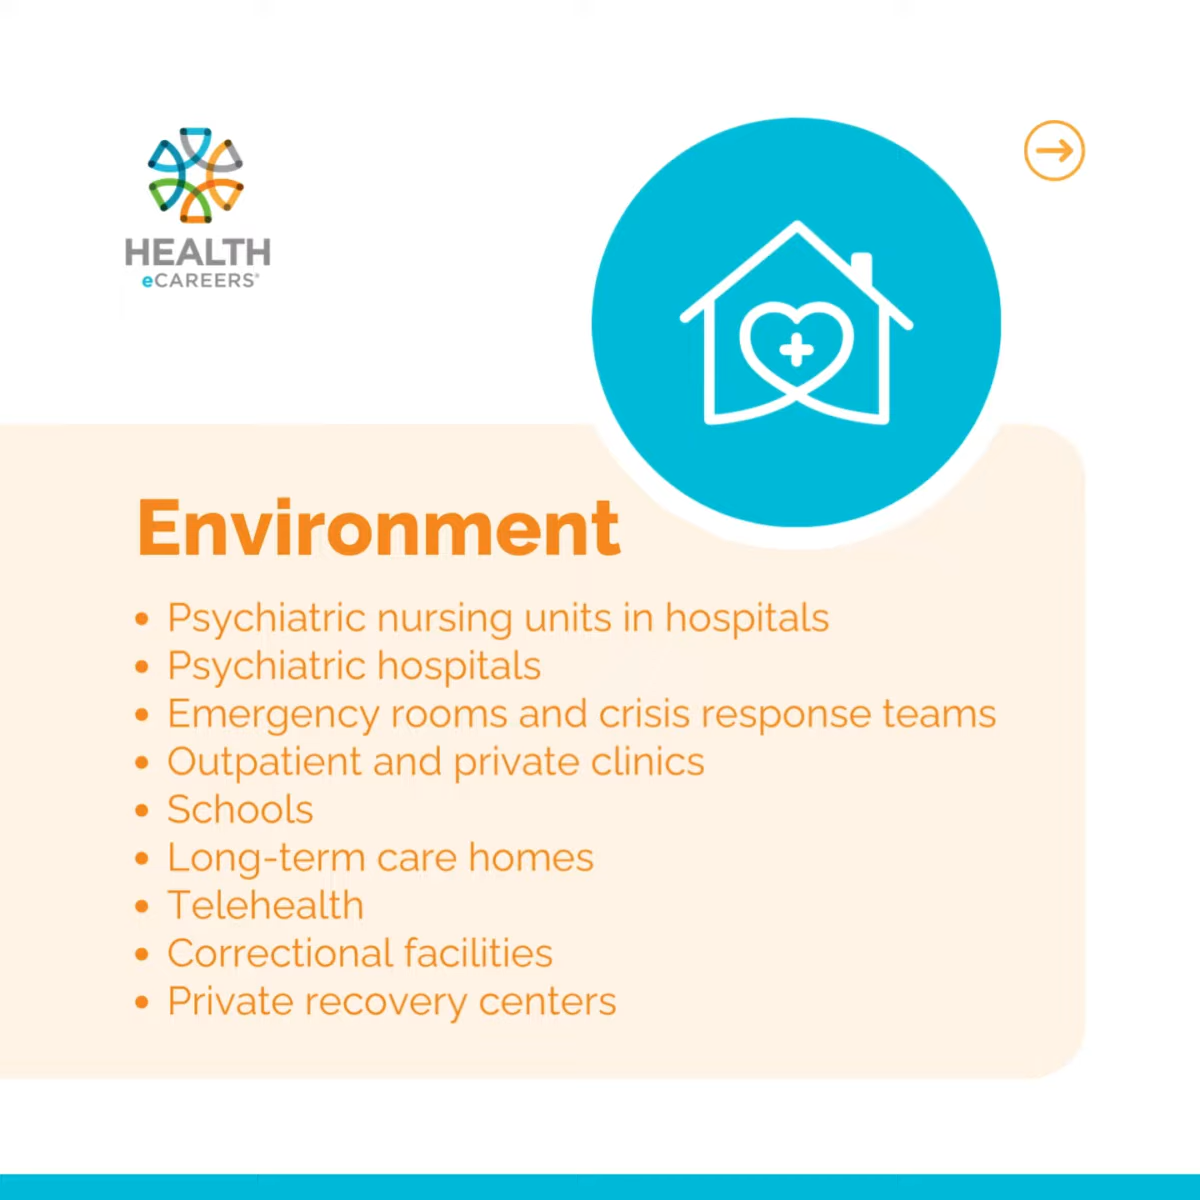 HEALTH
eCAREERS®
Environment
• Psychiatric nursing units in hospitals
• Psychiatric hospitals
• Emergency rooms and crisis response teams
• Outpatient and private clinics
• Schools
• Long-term care homes
• Telehealth
• Correctional facilities
• Private recovery centers